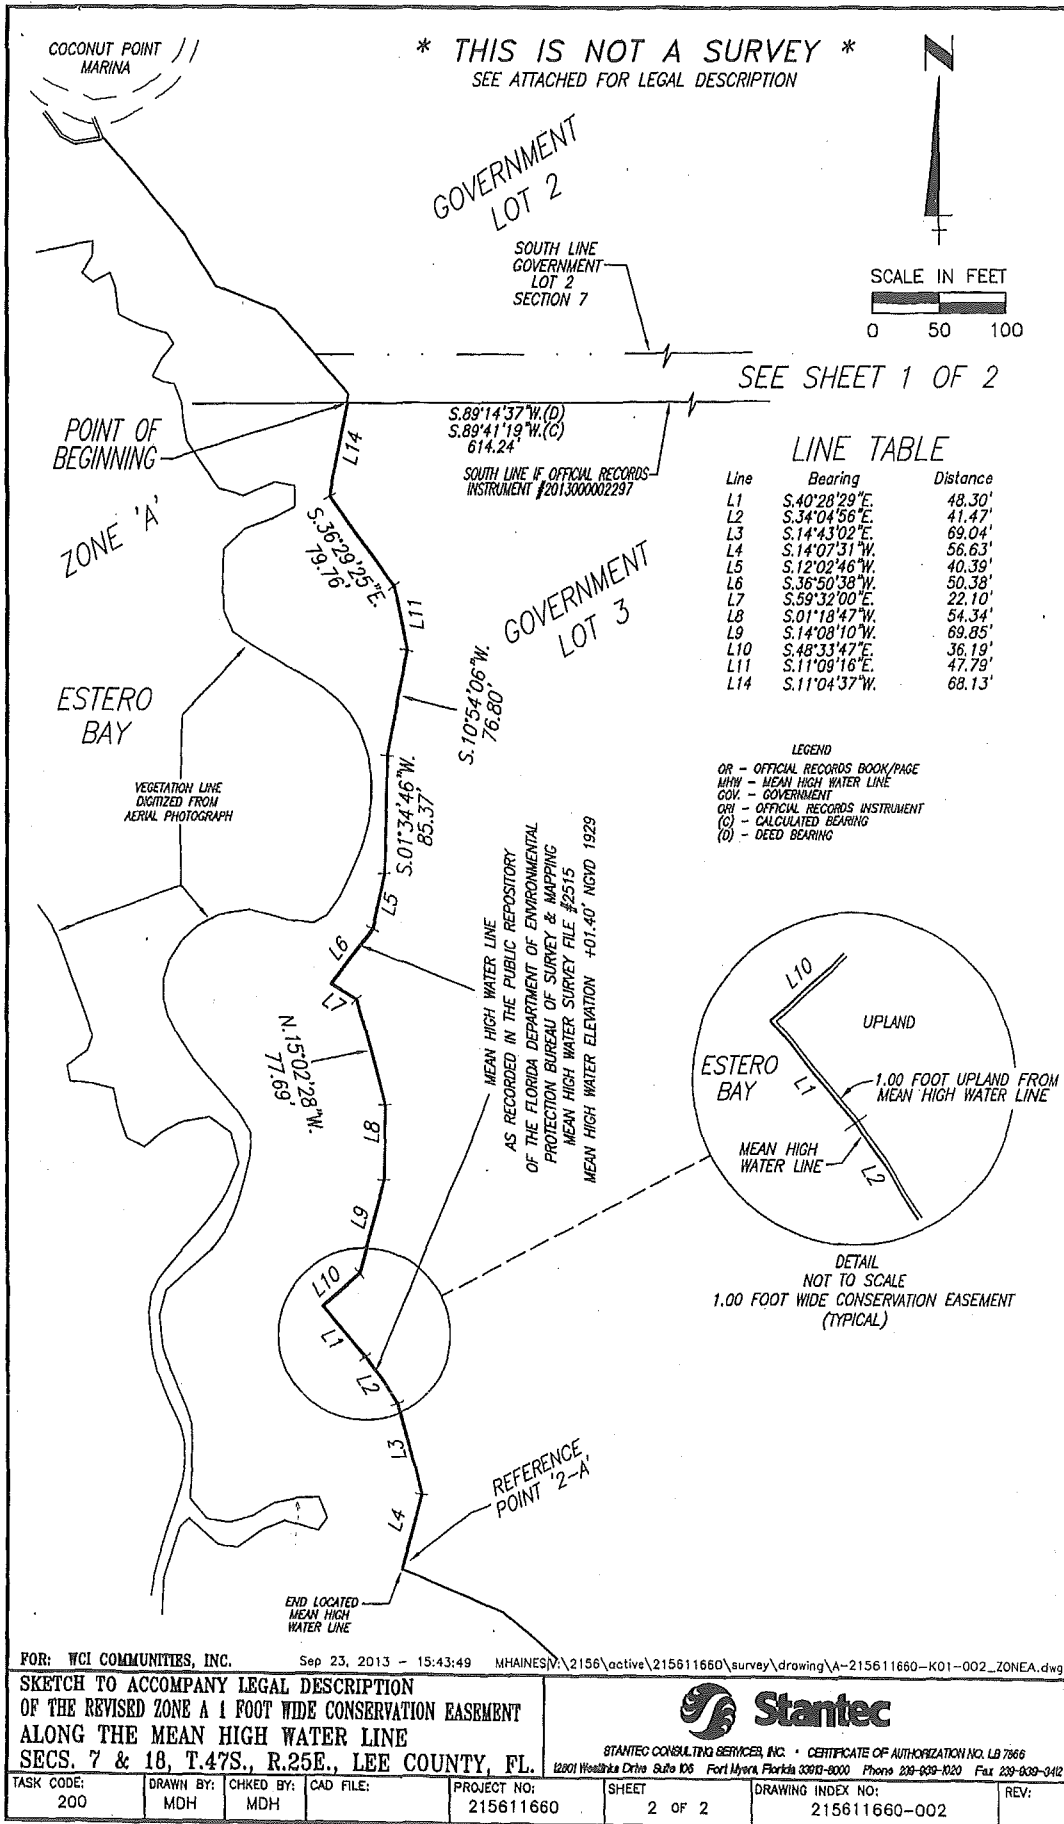 COCONUT POINT
MARINA
* THIS IS NOT A SURVEY *
SEE ATTACHED FOR LEGAL DESCRIPTION
N
GOVERNMENT
LOT 2
SOUTH LINE
GOVERNMENT
LOT 2
SECTION 7
SCALE IN FEET
0 50 100
SEE SHEET 1 OF 2
POINT OF
BEGINNING
L14
S.89°14'37"W.(D)
S.89°41'19"W.(C)
614.24'
SOUTH LINE IF OFFICIAL RECORDS
INSTRUMENT #2013000002297
ZONE 'A'
S.36°29'25"E.
79.76'
L11
GOVERNMENT
LOT 3
LINE TABLE
Line Bearing Distance
L1 S.40°28'29"E. 48.30'
L2 S.34°04'56"E. 41.47'
L3 S.14°43'02"E. 69.04'
L4 S.14°07'31"W. 56.63'
L5 S.12°02'46"W. 40.39'
L6 S.36°50'38"W. 50.38'
L7 S.59°32'00"E. 22.10'
L8 S.01°18'47"W. 54.34'
L9 S.14°08'10"W. 69.85'
L10 S.48°33'47"E. 36.19'
L11 S.11°09'16"E. 47.79'
L14 S.11°04'37"W. 68.13'
ESTERO
BAY
S.10°54'06"W.
76.80'
LEGEND
OR - OFFICIAL RECORDS BOOK/PAGE
MHW - MEAN HIGH WATER LINE
GOV. - GOVERNMENT
ORI - OFFICIAL RECORDS INSTRUMENT
(C) - CALCULATED BEARING
(D) - DEED BEARING
VEGETATION LINE
DIGITIZED FROM
AERIAL PHOTOGRAPH
S.01°34'46"W.
85.37'
L5
L6
L7
MEAN HIGH WATER LINE
AS RECORDED IN THE PUBLIC REPOSITORY
OF THE FLORIDA DEPARTMENT OF ENVIRONMENTAL
PROTECTION BUREAU OF SURVEY & MAPPING
MEAN HIGH WATER SURVEY FILE #2515
MEAN HIGH WATER ELEVATION +01.40' NGVD 1929
N.15°02'28"W.
77.69'
L8
L9
L10
L1
L2
L10
UPLAND
ESTERO
BAY
L1
1.00 FOOT UPLAND FROM
MEAN HIGH WATER LINE
MEAN HIGH
WATER LINE
L2
DETAIL
NOT TO SCALE
1.00 FOOT WIDE CONSERVATION EASEMENT
(TYPICAL)
L3
L4
REFERENCE
POINT '2-A'
END LOCATED
MEAN HIGH
WATER LINE
FOR: WCI COMMUNITIES, INC. Sep 23, 2013 - 15:43:49 MHAINES|V:\2156\active\215611660\survey\drawing\A-215611660-K01-002_ZONEA.dwg
SKETCH TO ACCOMPANY LEGAL DESCRIPTION
OF THE REVISED ZONE A 1 FOOT WIDE CONSERVATION EASEMENT
ALONG THE MEAN HIGH WATER LINE
SECS. 7 & 18, T.47S., R.25E., LEE COUNTY, FL.
Stantec
STANTEC CONSULTING SERVICES, INC. • CERTIFICATE OF AUTHORIZATION NO. LB 7866
12801 Westlinks Drive Suite 106 Fort Myers, Florida 33913-8000 Phone 239-939-1020 Fax 239-939-3412
TASK CODE: DRAWN BY: CHKED BY: CAD FILE: PROJECT NO: SHEET DRAWING INDEX NO: REV:
200 MDH MDH 215611660 2 OF 2 215611660-002